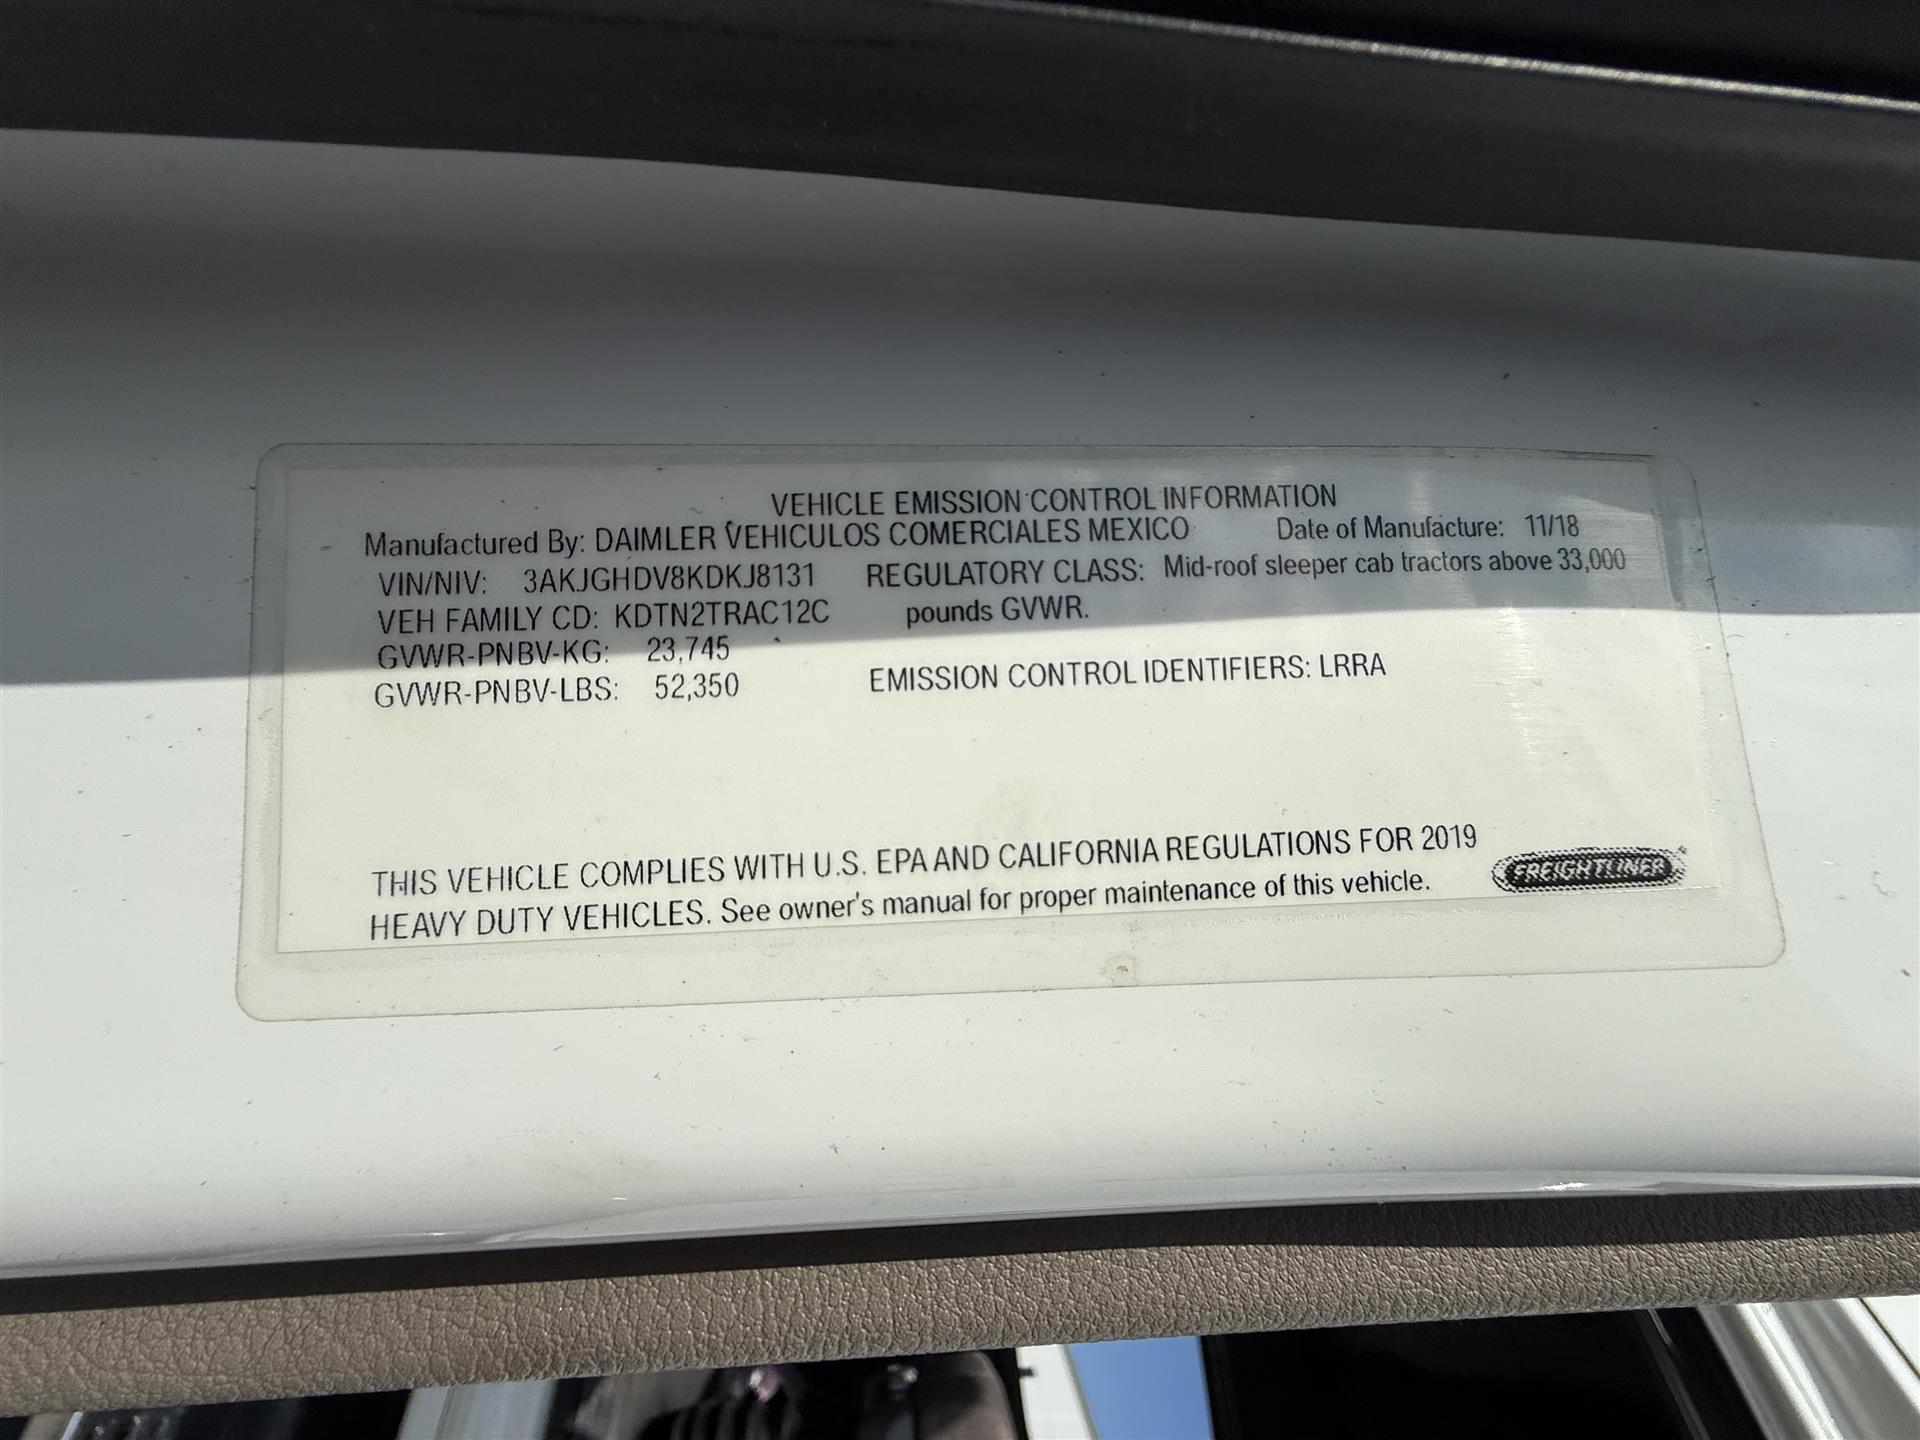 VEHICLE EMISSION CONTROL INFORMATION
Manufactured By: DAIMLER VEHICULOS COMERCIALES MEXICO Date of Manufacture: 11/18
VIN/NIV: 3AKJGHDV8KDKJ8131 REGULATORY CLASS: Mid-roof sleeper cab tractors above 33,000
VEH FAMILY CD: KDTN2TRAC12C pounds GVWR.
GVWR-PNBV-KG: 23,745
GVWR-PNBV-LBS: 52,350 EMISSION CONTROL IDENTIFIERS: LRRA
THIS VEHICLE COMPLIES WITH U.S. EPA AND CALIFORNIA REGULATIONS FOR 2019
HEAVY DUTY VEHICLES. See owner's manual for proper maintenance of this vehicle.
FREIGHTLINER